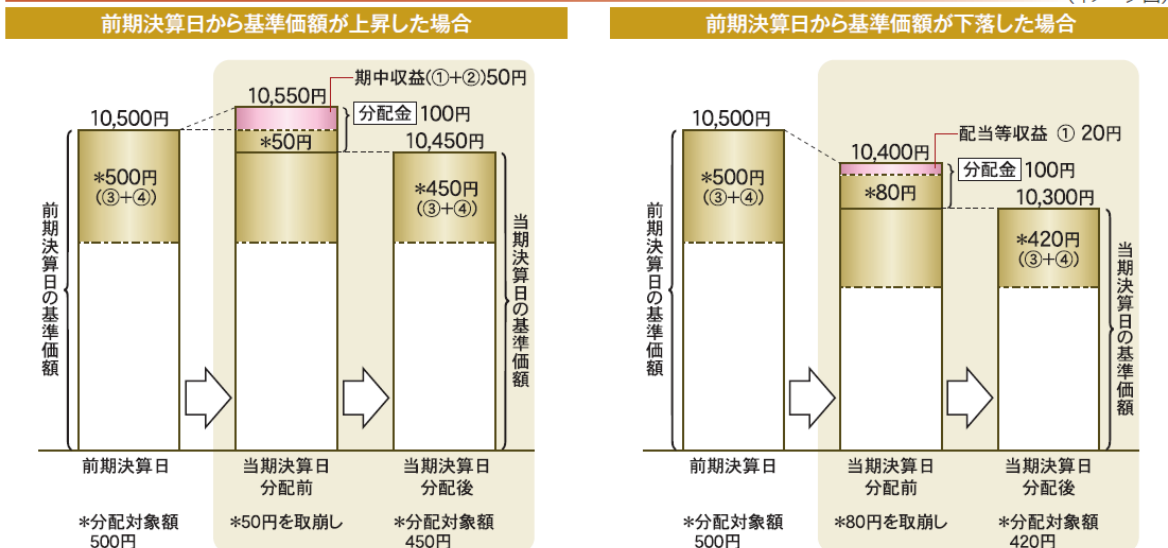 前期決算日から基準価額が上昇した場合
期中収益(①+②)50円
10,550円
10,500円
分配金 100円
*50円
10,450円
*500円
(③+④)
*450円
(③+④)
前期決算日の基準価額
当期決算日の基準価額
前期決算日
当期決算日
分配前
当期決算日
分配後
*分配対象額
500円
*50円を取崩し
*分配対象額
450円
前期決算日から基準価額が下落した場合
10,500円
配当等収益 ① 20円
10,400円
分配金 100円
*500円
(③+④)
*80円
10,300円
*420円
(③+④)
前期決算日の基準価額
当期決算日の基準価額
前期決算日
当期決算日
分配前
当期決算日
分配後
*分配対象額
500円
*80円を取崩し
*分配対象額
420円